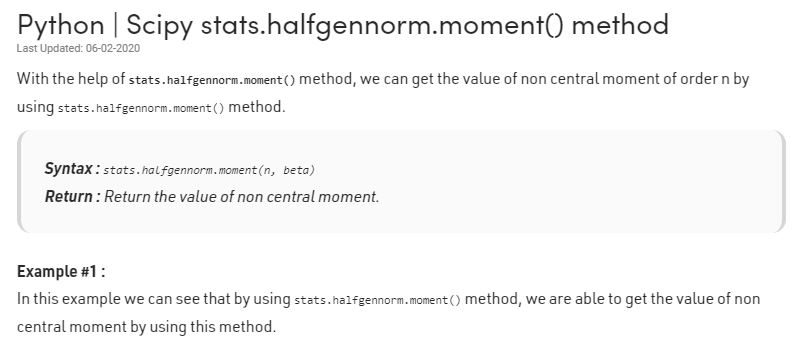 Python | Scipy stats.halfgennorm.moment() method
Last Updated: 06-02-2020
With the help of stats.halfgennorm.moment() method, we can get the value of non central moment of order n by
using stats.halfgennorm.moment() method.
Syntax : stats.halfgennorm.moment(n, beta)
Return : Return the value of non central moment.
Example #1 :
In this example we can see that by using stats.halfgennorm.moment() method, we are able to get the value of non
central moment by using this method.